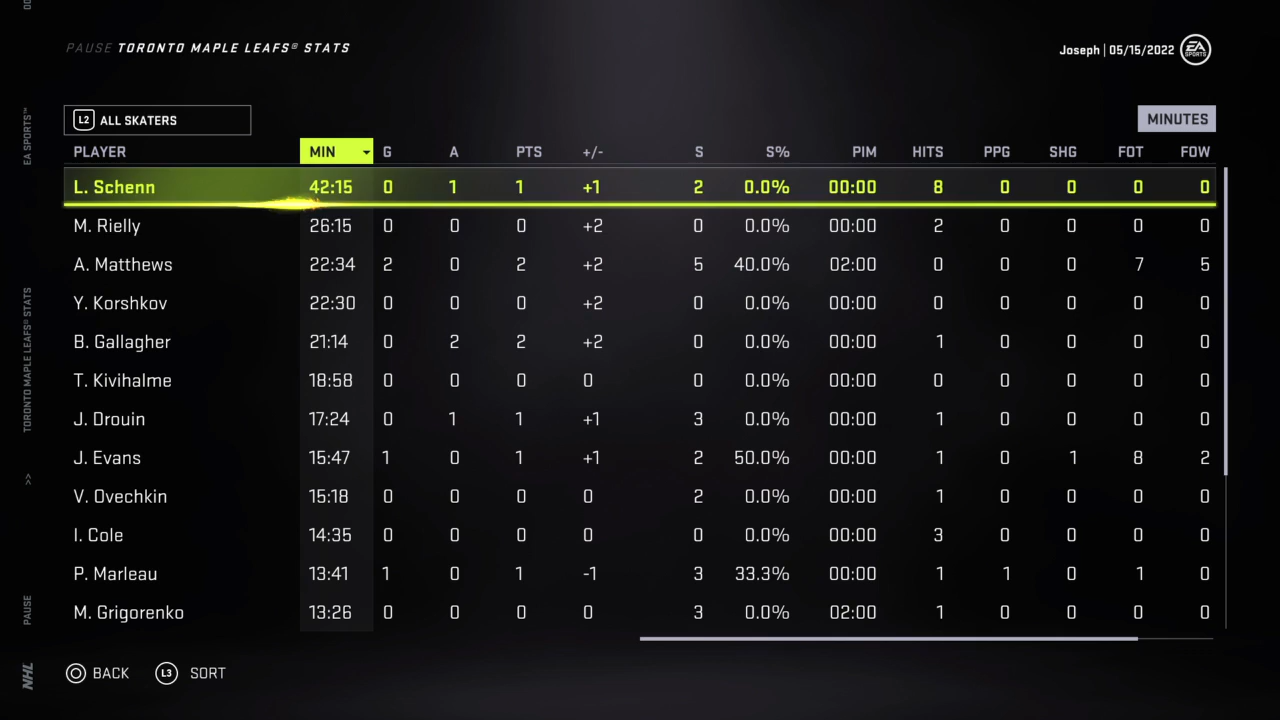 PAUSE TORONTO MAPLE LEAFS® STATS
Joseph | 05/15/2022 EA SPORTS
L2 ALL SKATERS
MINUTES
PLAYER MIN G A PTS +/- S S% PIM HITS PPG SHG FOT FOW
L. Schenn 42:15 0 1 1 +1 2 0.0% 00:00 8 0 0 0 0
M. Rielly 26:15 0 0 0 +2 0 0.0% 00:00 2 0 0 0 0
A. Matthews 22:34 2 0 2 +2 5 40.0% 02:00 0 0 0 7 5
Y. Korshkov 22:30 0 0 0 +2 0 0.0% 00:00 0 0 0 0 0
B. Gallagher 21:14 0 2 2 +2 0 0.0% 00:00 1 0 0 0 0
T. Kivihalme 18:58 0 0 0 0 0 0.0% 00:00 0 0 0 0 0
J. Drouin 17:24 0 1 1 +1 3 0.0% 00:00 1 0 0 0 0
J. Evans 15:47 1 0 1 +1 2 50.0% 00:00 1 0 1 8 2
V. Ovechkin 15:18 0 0 0 0 2 0.0% 00:00 1 0 0 0 0
I. Cole 14:35 0 0 0 0 0 0.0% 00:00 3 0 0 0 0
P. Marleau 13:41 1 0 1 -1 3 33.3% 00:00 1 1 0 1 0
M. Grigorenko 13:26 0 0 0 0 3 0.0% 02:00 1 0 0 0 0
BACK L3 SORT
NHL PAUSE >> TORONTO MAPLE LEAFS® STATS EA SPORTS™